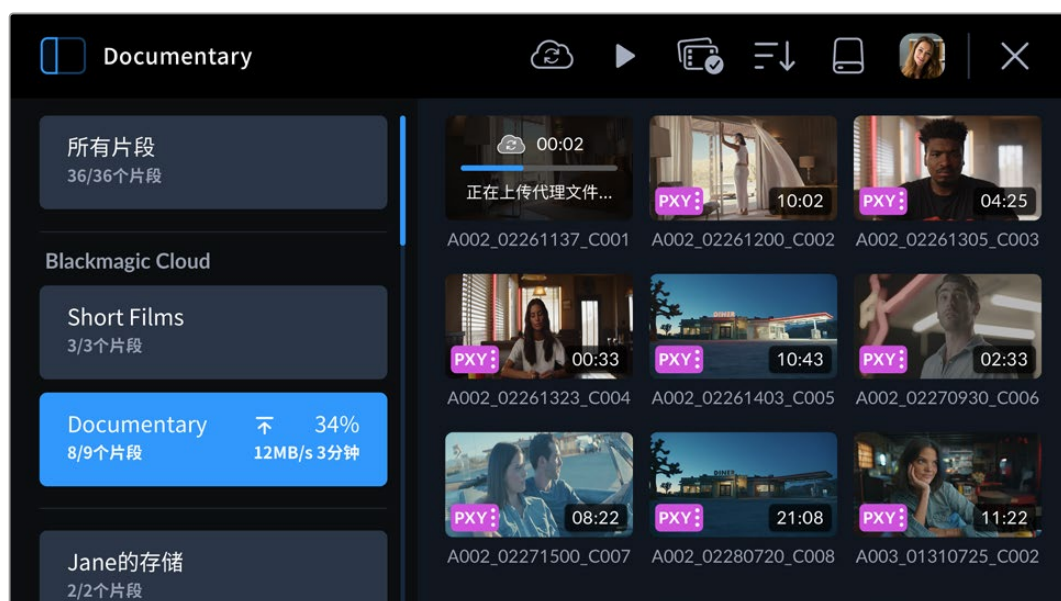 Documentary
所有片段
36/36个片段
Blackmagic Cloud
Short Films
3/3个片段
Documentary 34%
8/9个片段 12MB/s 3分钟
Jane的存储
2/2个片段
00:02
正在上传代理文件...
PXY 10:02
PXY 04:25
A002_02261137_C001 A002_02261200_C002 A002_02261305_C003
DINER
PXY 00:33
PXY 10:43
PXY 02:33
A002_02261323_C004 A002_02261403_C005 A002_02270930_C006
DINER
PXY 08:22
PXY 21:08
PXY 11:22
A002_02271500_C007 A002_02280720_C008 A003_01310725_C002